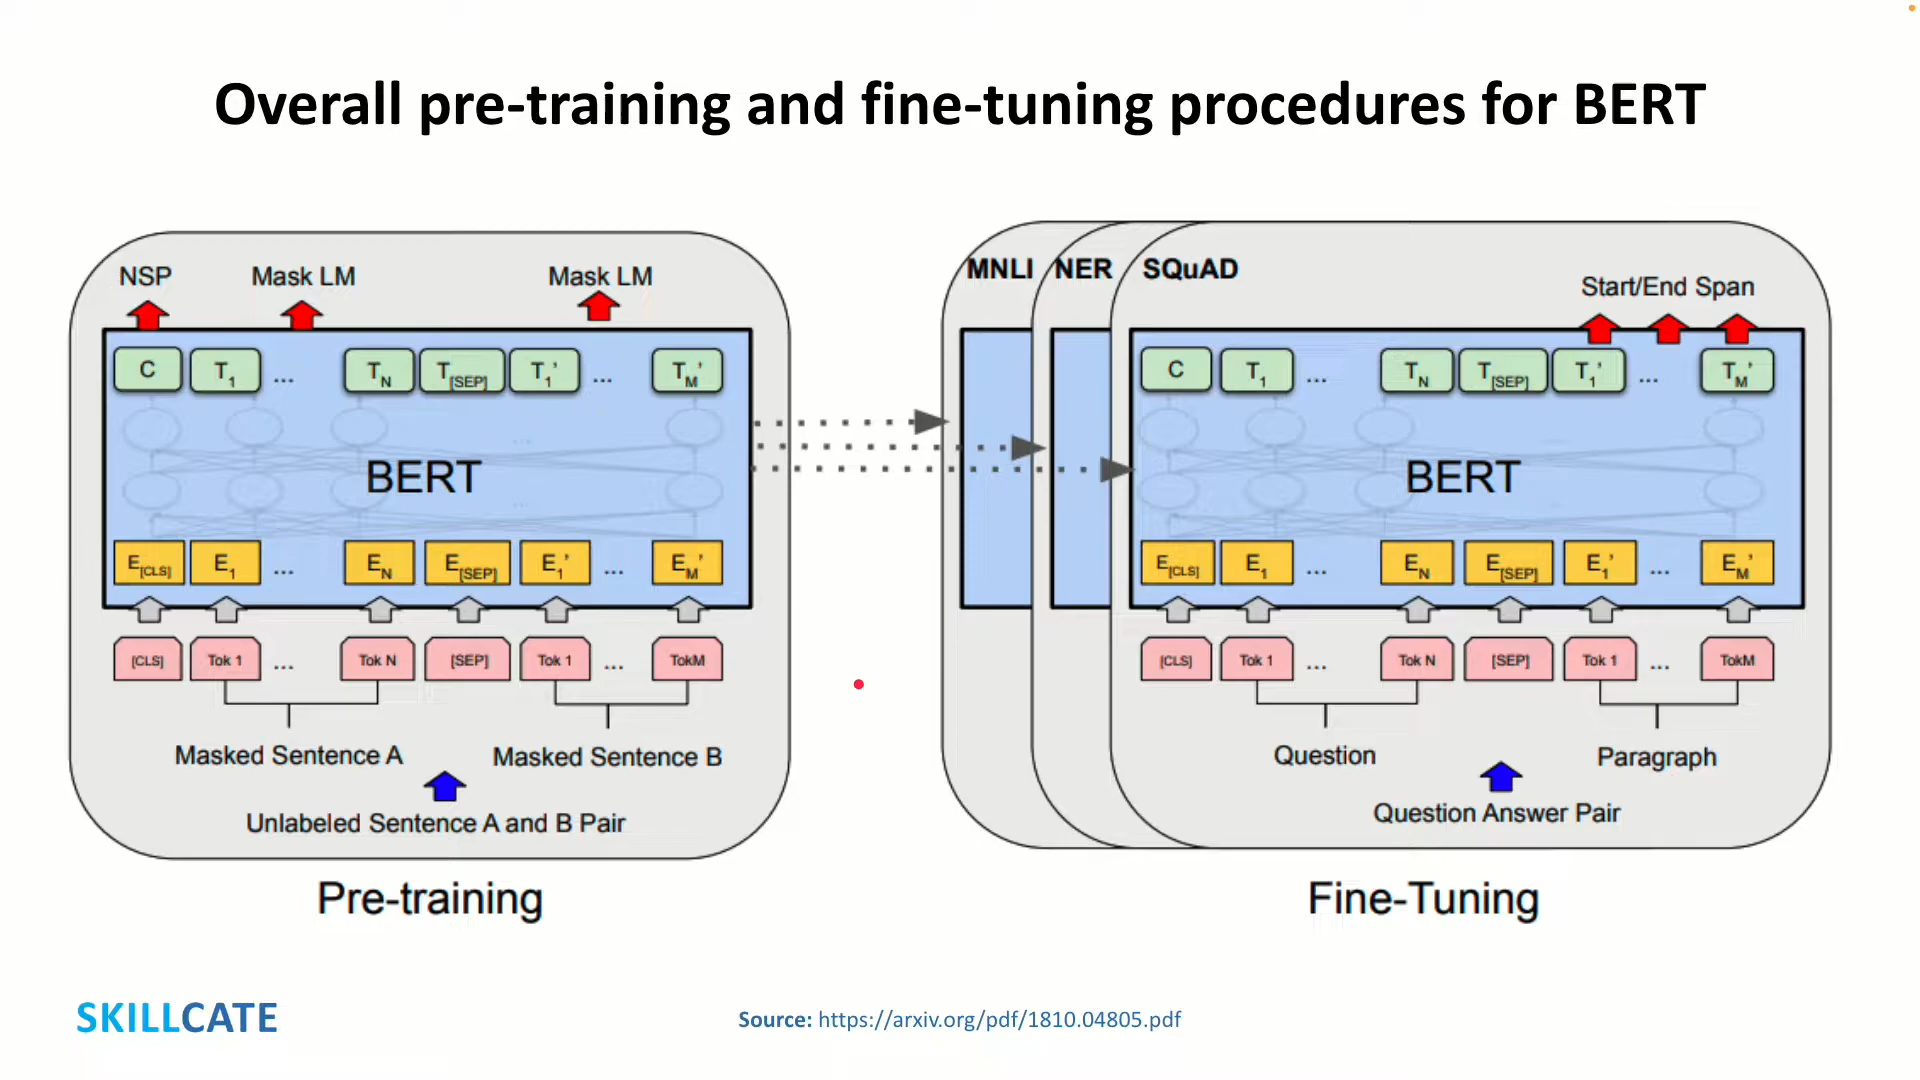 Overall pre-training and fine-tuning procedures for BERT
NSP Mask LM Mask LM
C T1 ... TN T[SEP] T1' ... TM'
BERT
E[CLS] E1 ... EN E[SEP] E1' ... EM'
[CLS] Tok 1 ... Tok N [SEP] Tok 1 ... TokM
Masked Sentence A Masked Sentence B
Unlabeled Sentence A and B Pair
Pre-training
MNLI NER SQuAD
Start/End Span
C T1 ... TN T[SEP] T1' ... TM'
BERT
E[CLS] E1 ... EN E[SEP] E1' ... EM'
[CLS] Tok 1 ... Tok N [SEP] Tok 1 ... TokM
Question Paragraph
Question Answer Pair
Fine-Tuning
SKILLCATE
Source: https://arxiv.org/pdf/1810.04805.pdf